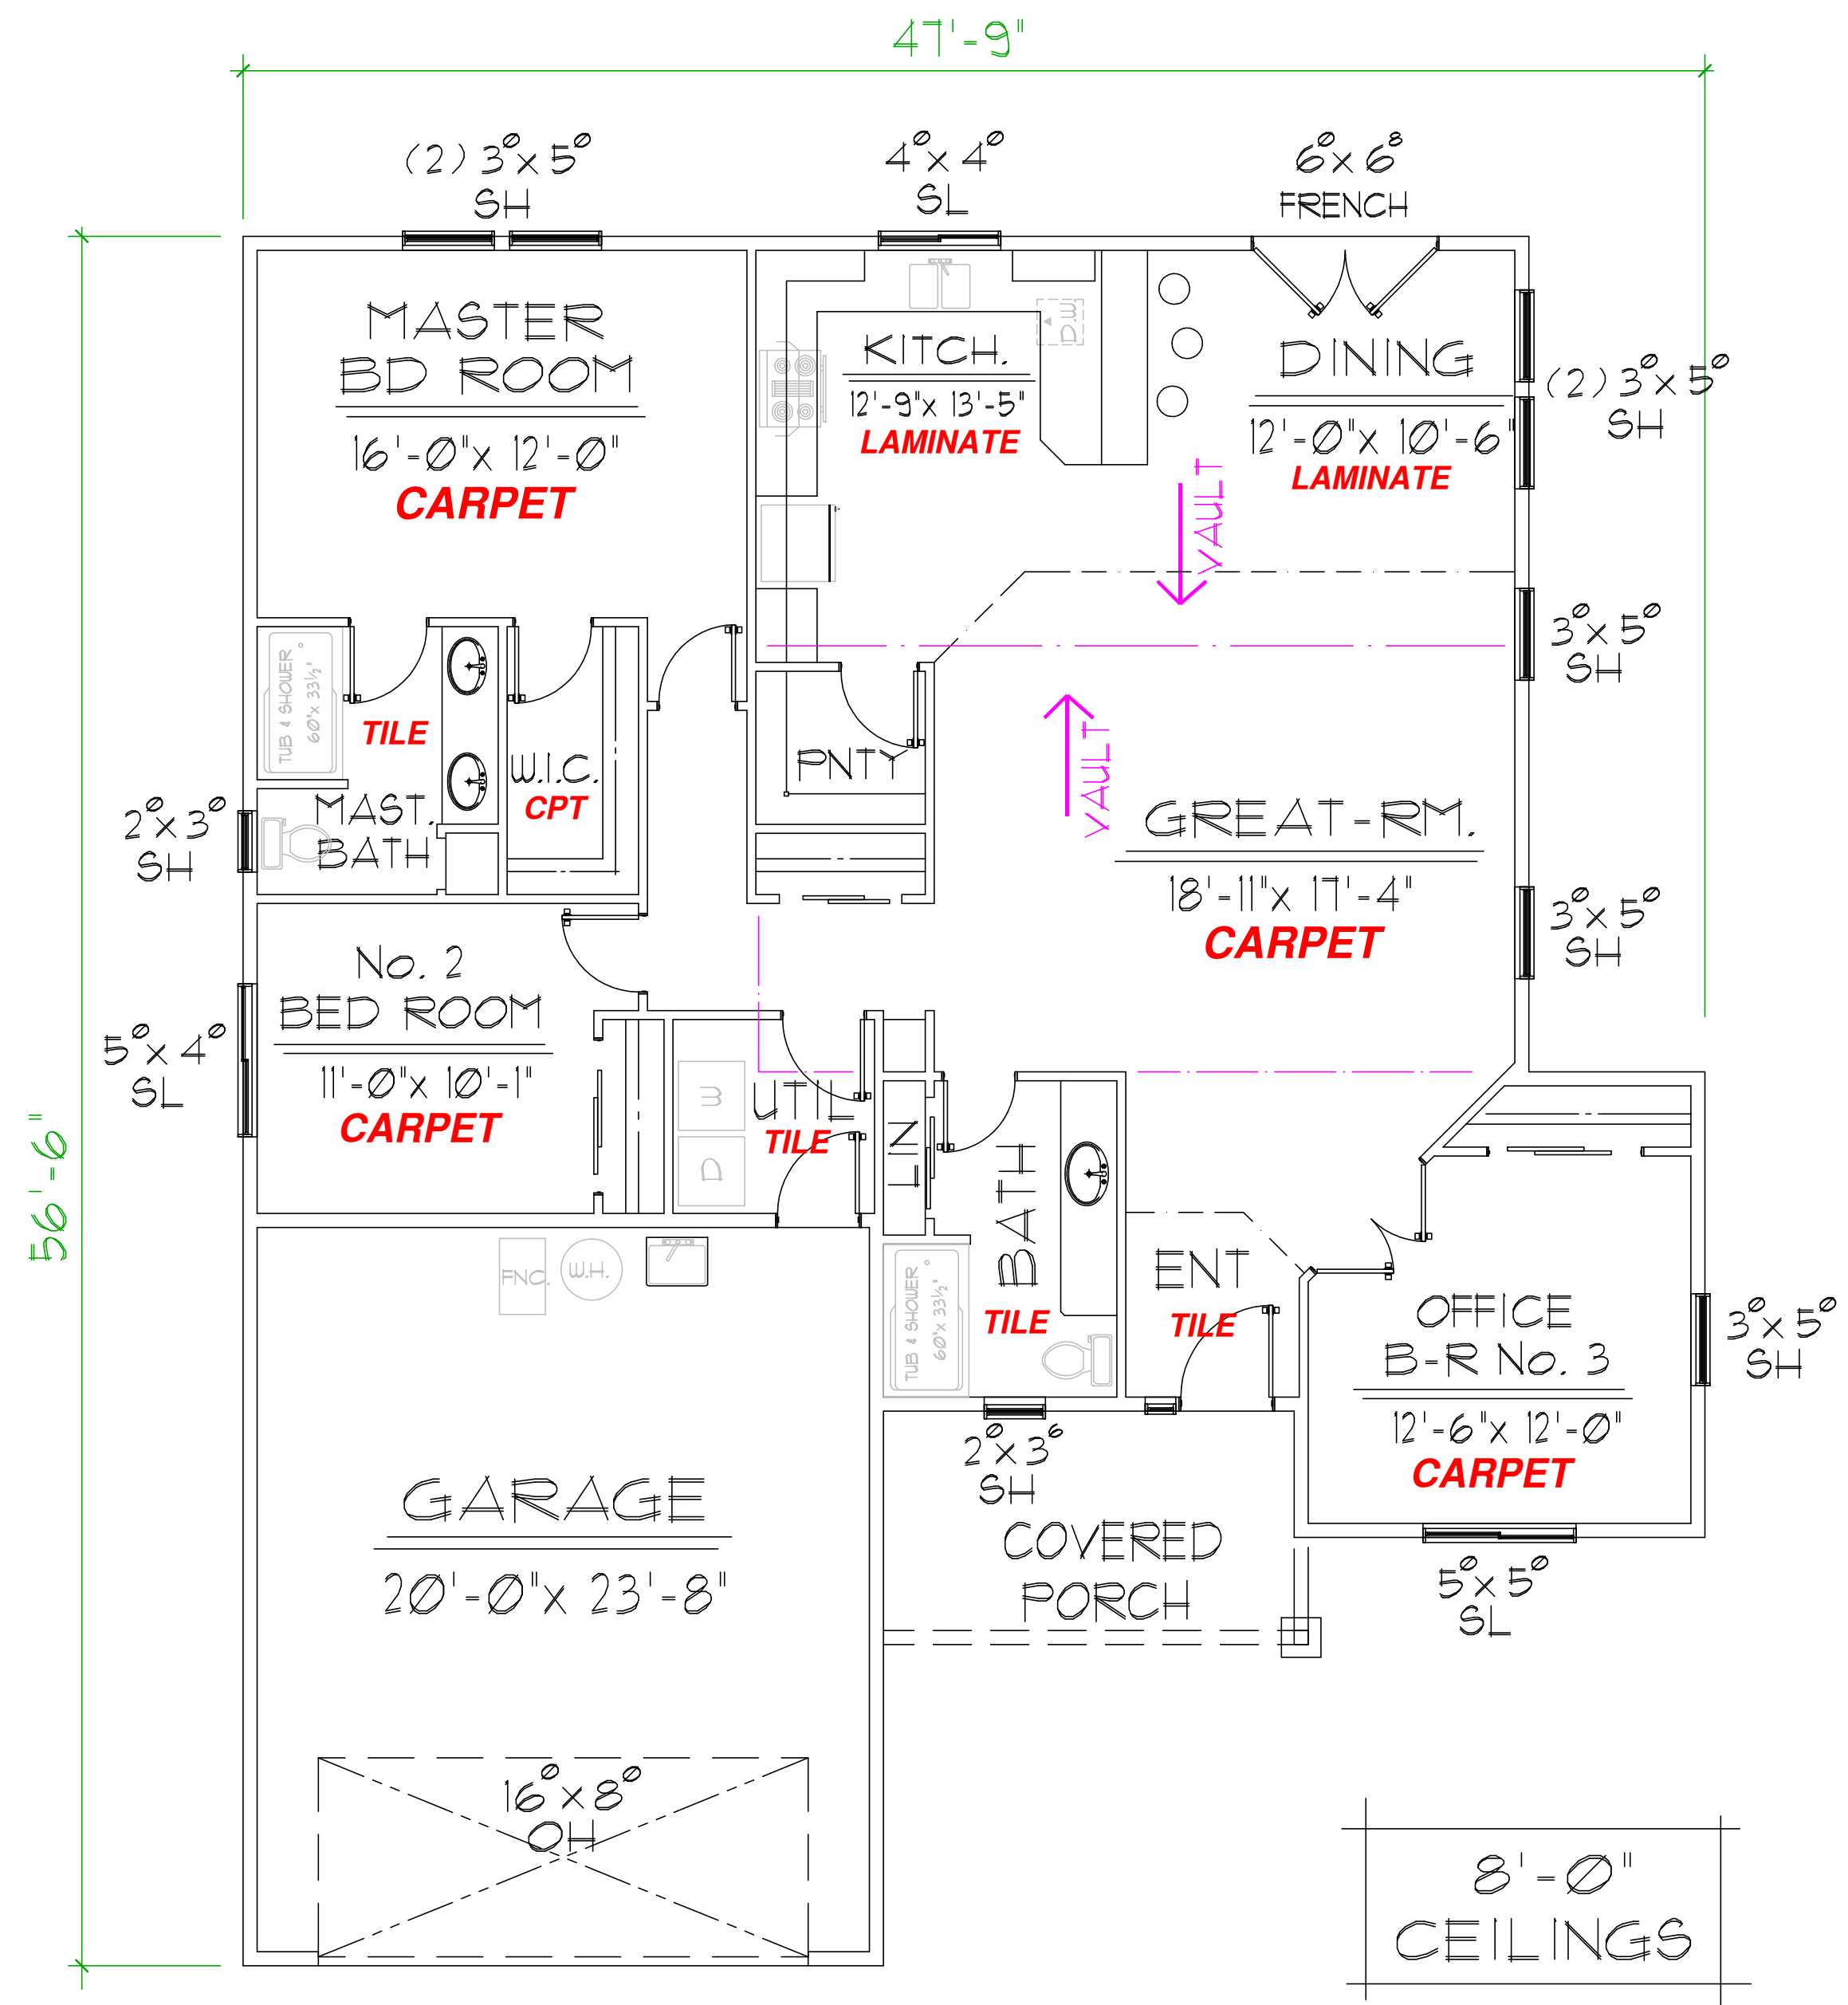 47'-9"
(2) 3⁰x 5⁰
SH
4⁰x 4⁰
SL
6⁰x 6⁸
FRENCH
MASTER
BD ROOM
16'-0"x 12'-0"
CARPET
KITCH.
12'-9"x 13'-5"
LAMINATE
D.W.
DINING
12'-0"x 10'-6"
LAMINATE
(2) 3⁰x 5⁰
SH
VAULT
3⁰x 5⁰
SH
TUB & SHOWER
60"x 33½"
TILE
MAST.
BATH
W.I.C.
CPT
PNTY
VAULT
GREAT-RM.
18'-11"x 17'-4"
CARPET
2⁰x 3⁰
SH
3⁰x 5⁰
SH
No. 2
BED ROOM
11'-0"x 10'-1"
CARPET
5⁰x 4⁰
SL
56'-6"
W
D
UTIL
TILE
LIN
BATH
TILE
TUB & SHOWER
60"x 33½"
ENT
TILE
FNC.
W.H.
OFFICE
B-R No. 3
12'-6"x 12'-0"
CARPET
3⁰x 5⁰
SH
2⁰x 3⁶
SH
GARAGE
20'-0"x 23'-8"
COVERED
PORCH
5⁰x 5⁰
SL
16⁰x 8⁰
OH
8'-0"
CEILINGS